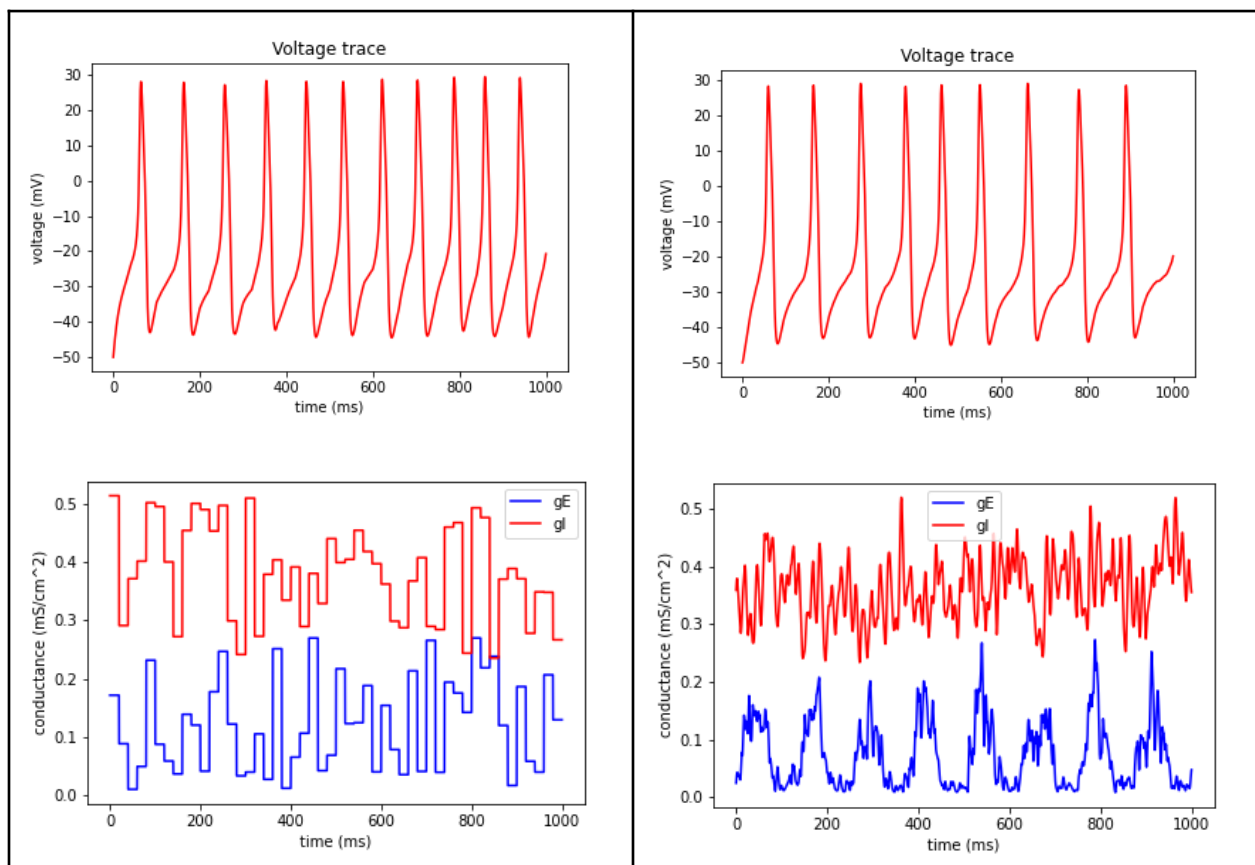 Voltage trace
30
20
10
0
−10
−20
−30
−40
−50
voltage (mV)
0 200 400 600 800 1000
time (ms)
Voltage trace
30
20
10
0
−10
−20
−30
−40
−50
voltage (mV)
0 200 400 600 800 1000
time (ms)
gE
gI
0.5
0.4
0.3
0.2
0.1
0.0
conductance (mS/cm^2)
0 200 400 600 800 1000
time (ms)
gE
gI
0.5
0.4
0.3
0.2
0.1
0.0
conductance (mS/cm^2)
0 200 400 600 800 1000
time (ms)